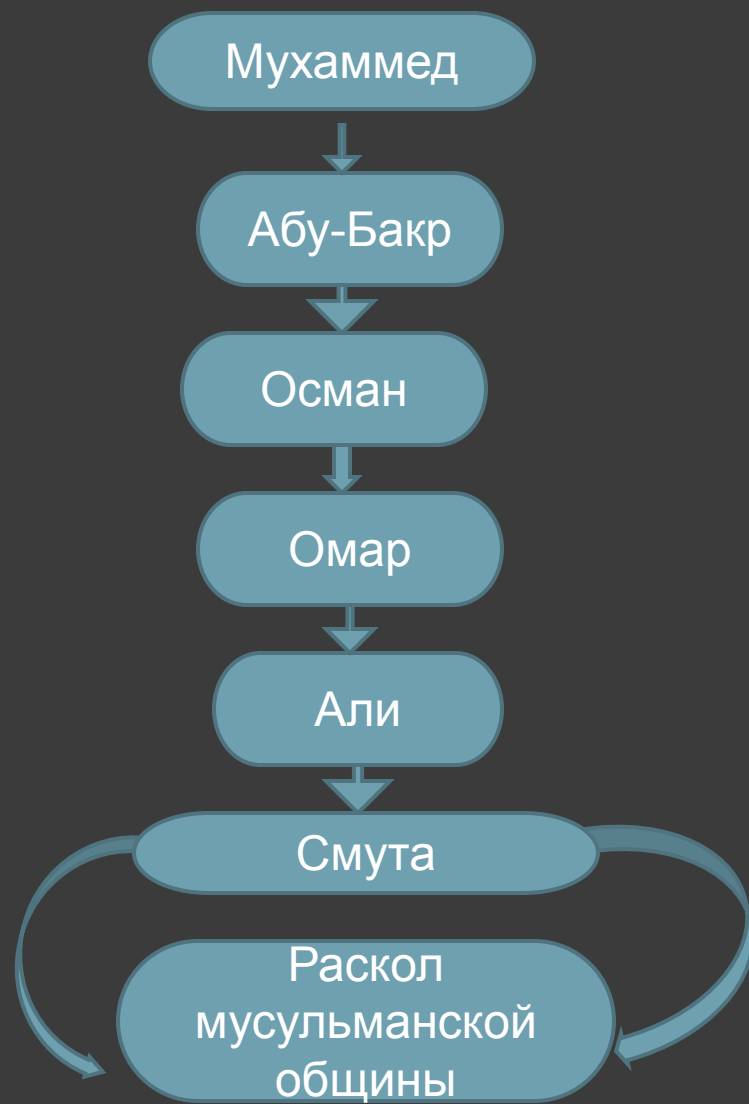 Мухаммед
Абу-Бакр
Осман
Омар
Али
Смута
Раскол
мусульманской
общины